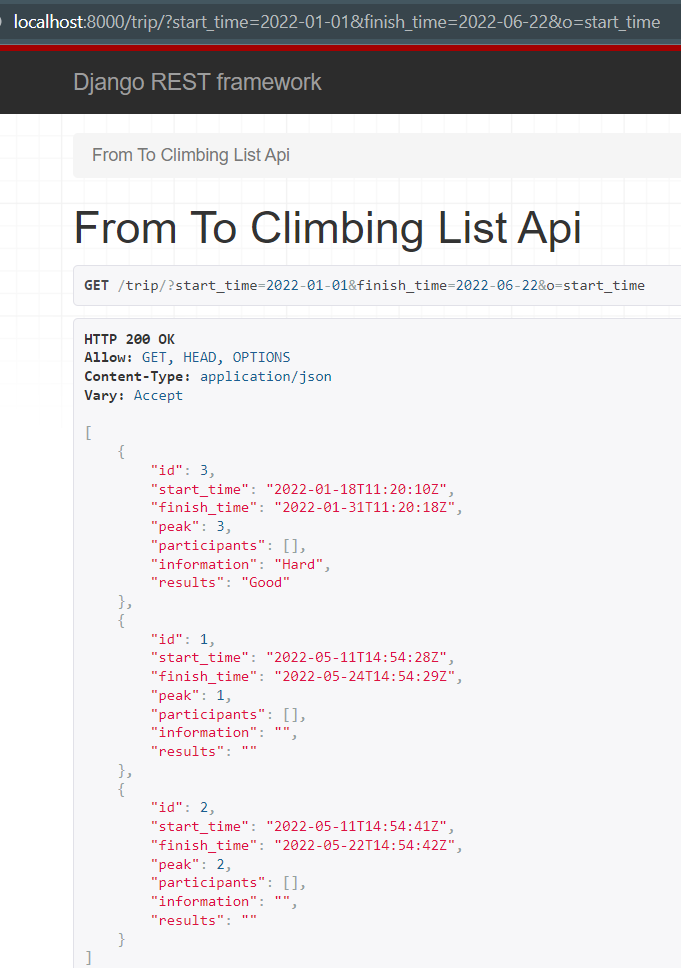 localhost:8000/trip/?start_time=2022-01-01&finish_time=2022-06-22&o=start_time
Django REST framework
From To Climbing List Api
From To Climbing List Api
GET /trip/?start_time=2022-01-01&finish_time=2022-06-22&o=start_time
HTTP 200 OK
Allow: GET, HEAD, OPTIONS
Content-Type: application/json
Vary: Accept
[
    {
        "id": 3,
        "start_time": "2022-01-18T11:20:10Z",
        "finish_time": "2022-01-31T11:20:18Z",
        "peak": 3,
        "participants": [],
        "information": "Hard",
        "results": "Good"
    },
    {
        "id": 1,
        "start_time": "2022-05-11T14:54:28Z",
        "finish_time": "2022-05-24T14:54:29Z",
        "peak": 1,
        "participants": [],
        "information": "",
        "results": ""
    },
    {
        "id": 2,
        "start_time": "2022-05-11T14:54:41Z",
        "finish_time": "2022-05-22T14:54:42Z",
        "peak": 2,
        "participants": [],
        "information": "",
        "results": ""
    }
]